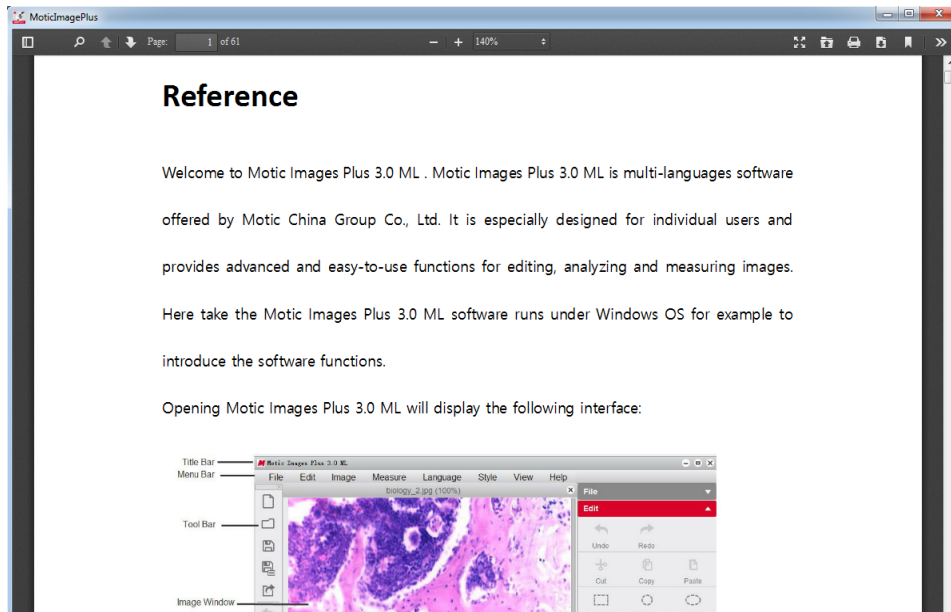 MoticImagePlus
Page: 1 of 61
140%
Reference
Welcome to Motic Images Plus 3.0 ML . Motic Images Plus 3.0 ML is multi-languages software
offered by Motic China Group Co., Ltd. It is especially designed for individual users and
provides advanced and easy-to-use functions for editing, analyzing and measuring images.
Here take the Motic Images Plus 3.0 ML software runs under Windows OS for example to
introduce the software functions.
Opening Motic Images Plus 3.0 ML will display the following interface:
Title Bar
Motic Images Plus 3.0 ML
Menu Bar
File Edit Image Measure Language Style View Help
biology_2.jpg (100%)
File
Edit
Tool Bar
Undo Redo
Cut Copy Paste
Image Window